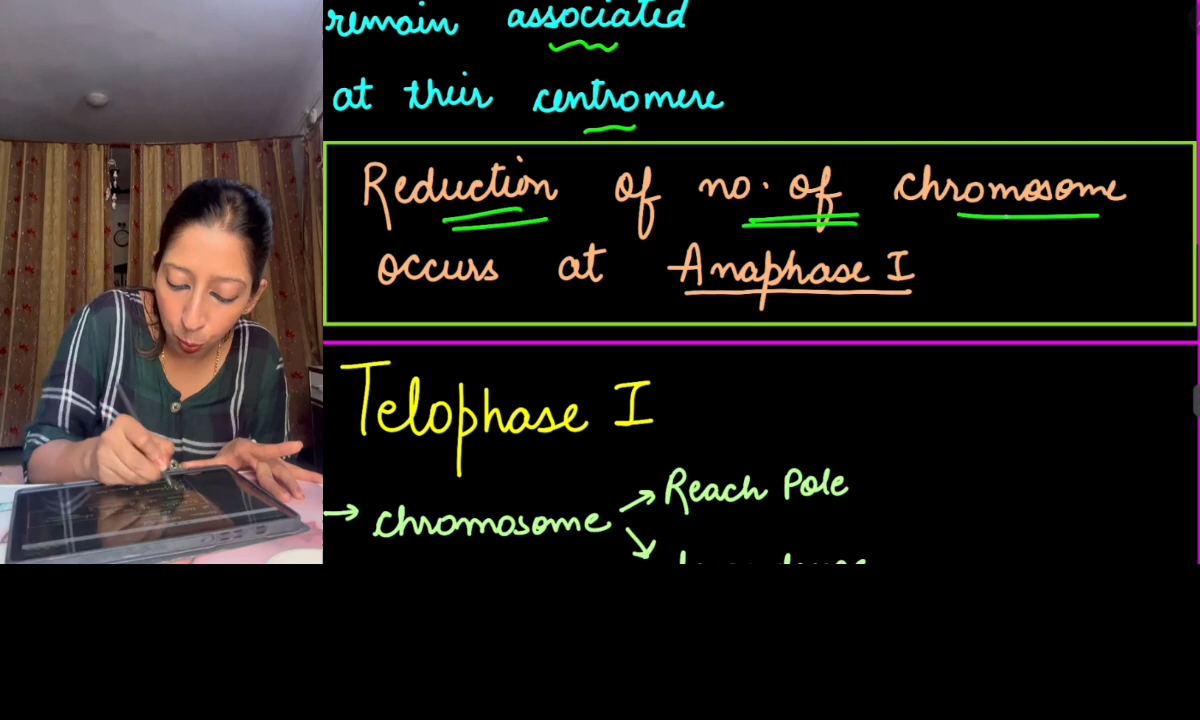 remain associated
at their centromere
Reduction of no. of chromosome
occurs at Anaphase I
Telophase I
→ chromosome → Reach Pole